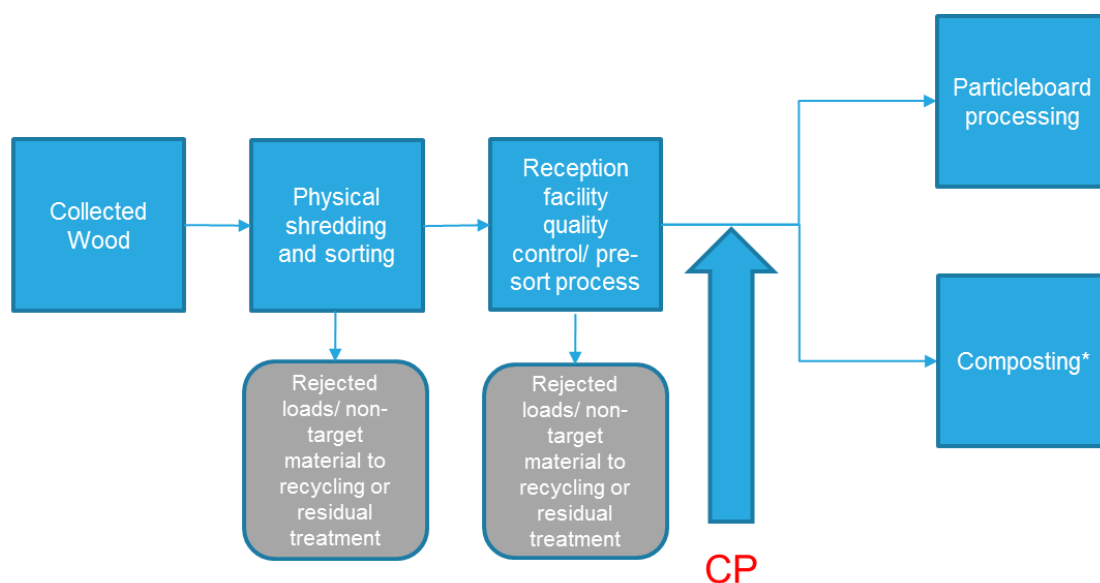 Collected
Wood
Physical
shredding
and sorting
Reception
facility
quality
control/ pre-
sort process
Particleboard
processing
Composting*
Rejected
loads/ non-
target
material to
recycling or
residual
treatment
Rejected
loads/ non-
target
material to
recycling or
residual
treatment
CP